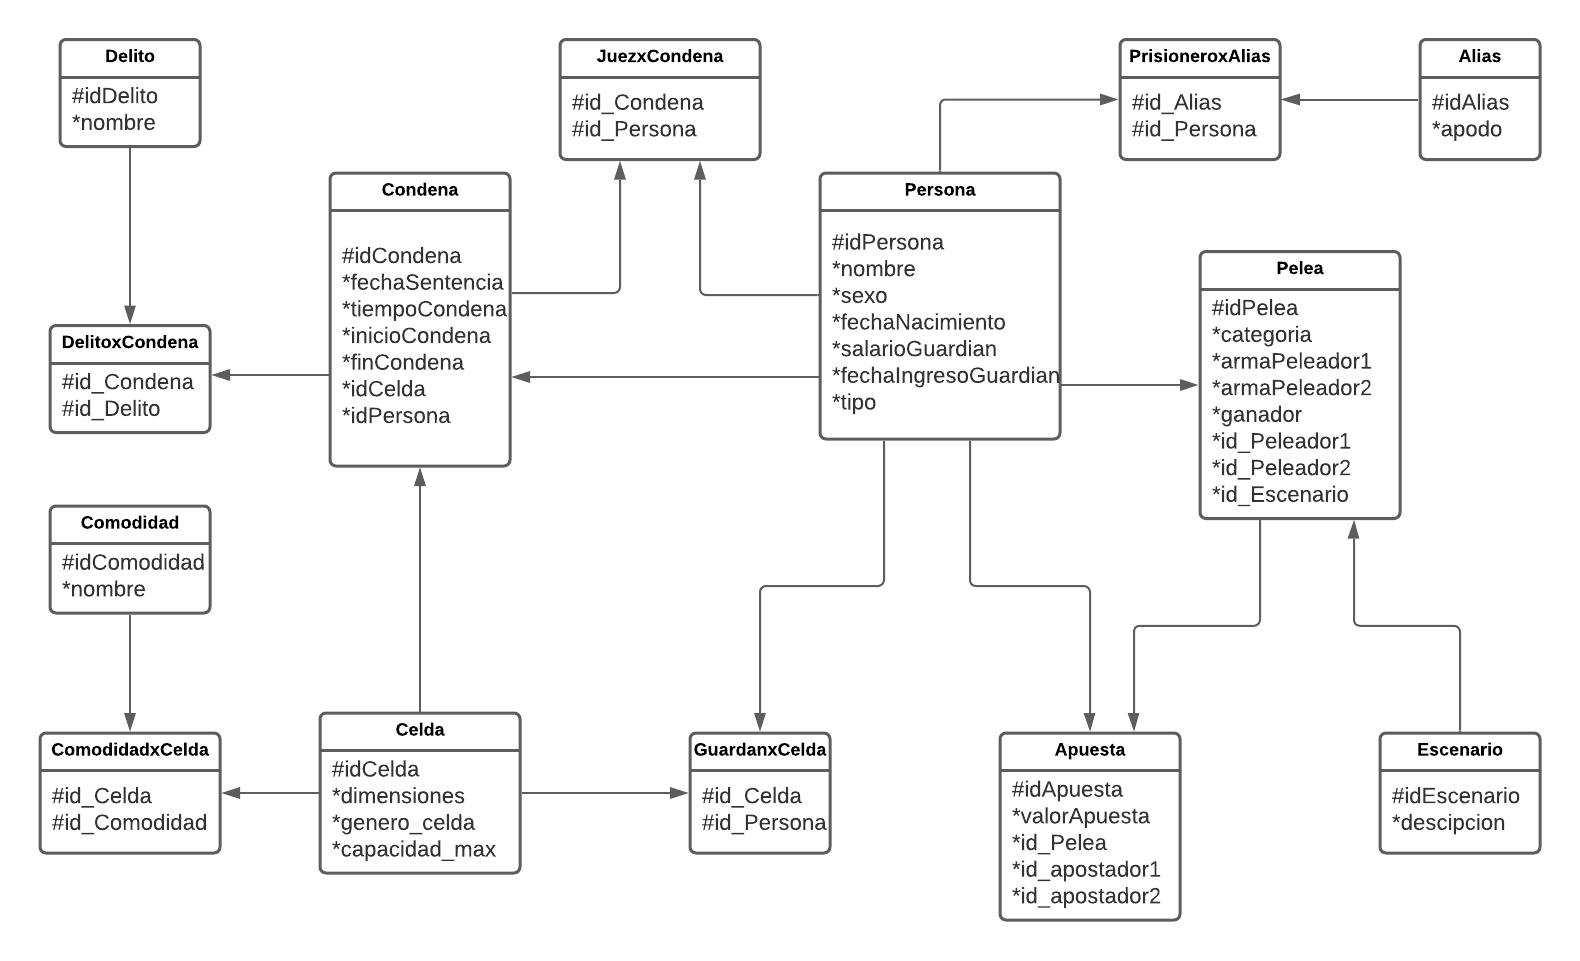 Delito
#idDelito
*nombre
JuezxCondena
#id_Condena
#id_Persona
PrisioneroxAlias
#id_Alias
#id_Persona
Alias
#idAlias
*apodo
Condena
#idCondena
*fechaSentencia
*tiempoCondena
*inicioCondena
*finCondena
*idCelda
*idPersona
Persona
#idPersona
*nombre
*sexo
*fechaNacimiento
*salarioGuardian
*fechaIngresoGuardian
*tipo
Pelea
#idPelea
*categoria
*armaPeleador1
*armaPeleador2
*ganador
*id_Peleador1
*id_Peleador2
*id_Escenario
DelitoxCondena
#id_Condena
#id_Delito
Comodidad
#idComodidad
*nombre
ComodidadxCelda
#id_Celda
#id_Comodidad
Celda
#idCelda
*dimensiones
*genero_celda
*capacidad_max
GuardanxCelda
#id_Celda
#id_Persona
Apuesta
#idApuesta
*valorApuesta
*id_Pelea
*id_apostador1
*id_apostador2
Escenario
#idEscenario
*descipcion